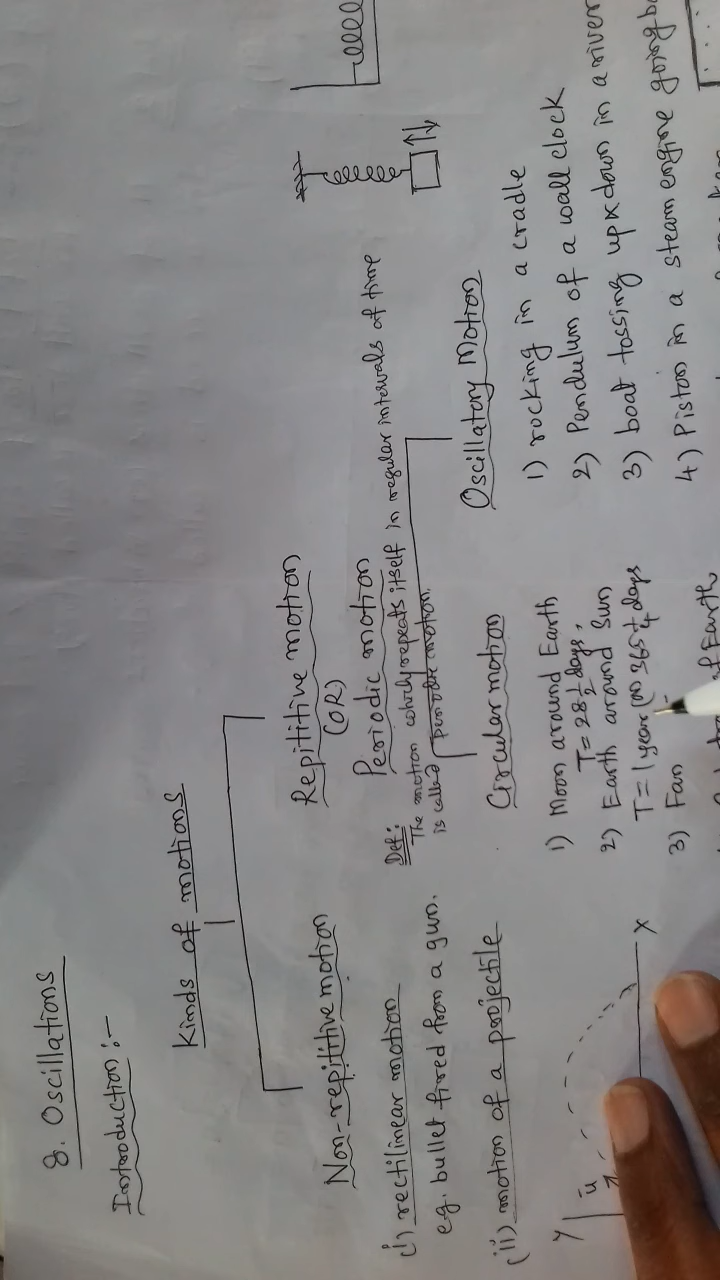 8. Oscillations
Introduction :-
Kinds of motions
Non-repititive motion
(i) rectilinear motion
e.g. bullet fired from a gun.
(ii) motion of a projectile
Y
u
X
Repititive motion
(OR)
Periodic motion
Def:
The motion which repeats itself in regular intervals of time
is called periodic motion.
Circular motion
1) Moon around Earth
T = 28 1/2 days,
2) Earth around Sun
T = 1 year (or) 365 1/4 days
3) Fan
of Earth
Oscillatory Motion
1) rocking in a cradle
2) Pendulum of a wall clock
3) boat tossing up & down in a river
4) Piston in a steam engine going